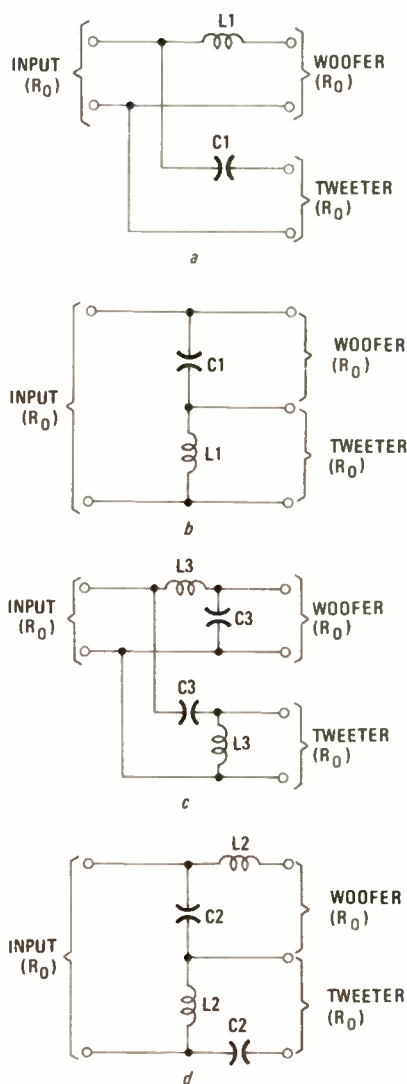 L1
INPUT
(R0)
WOOFER
(R0)
C1
TWEETER
(R0)
a
C1
WOOFER
(R0)
INPUT
(R0)
L1
TWEETER
(R0)
b
L3
INPUT
(R0)
C3
WOOFER
(R0)
C3
L3
TWEETER
(R0)
c
L2
C2
WOOFER
(R0)
INPUT
(R0)
L2
TWEETER
(R0)
C2
d